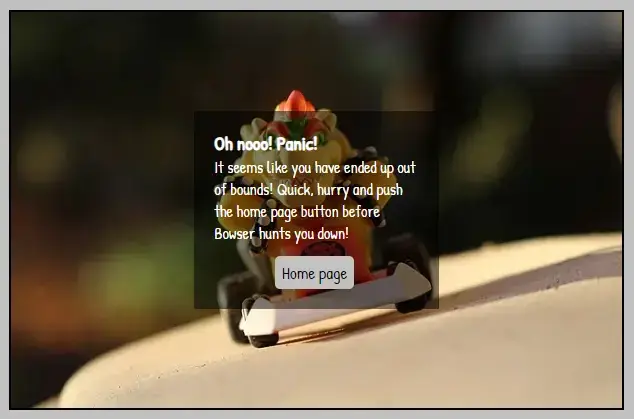 Oh nooo! Panic!
It seems like you have ended up out
of bounds! Quick, hurry and push
the home page button before
Bowser hunts you down!
Home page